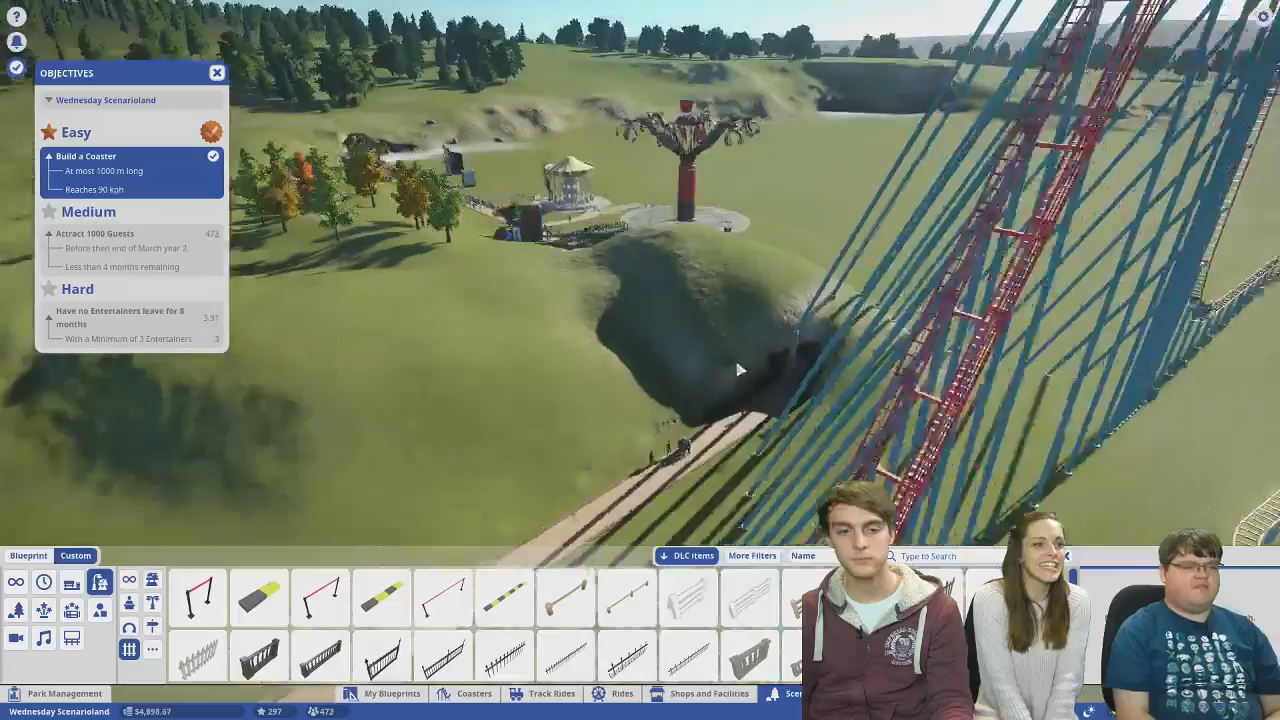 OBJECTIVES
Wednesday Scenarioland
Easy
Build a Coaster
At most 1000 m long
Reaches 90 kph
Medium
Attract 1000 Guests 472
Before then end of March year 2.
Less than 4 months remaining
Hard
Have no Entertainers leave for 8 months 3.91
With a Minimum of 3 Entertainers 3
Blueprint Custom DLC items More Filters Name Type to Search
Park Management My Blueprints Coasters Track Rides Rides Shops and Facilities
Wednesday Scenarioland $4,898.67 297 472